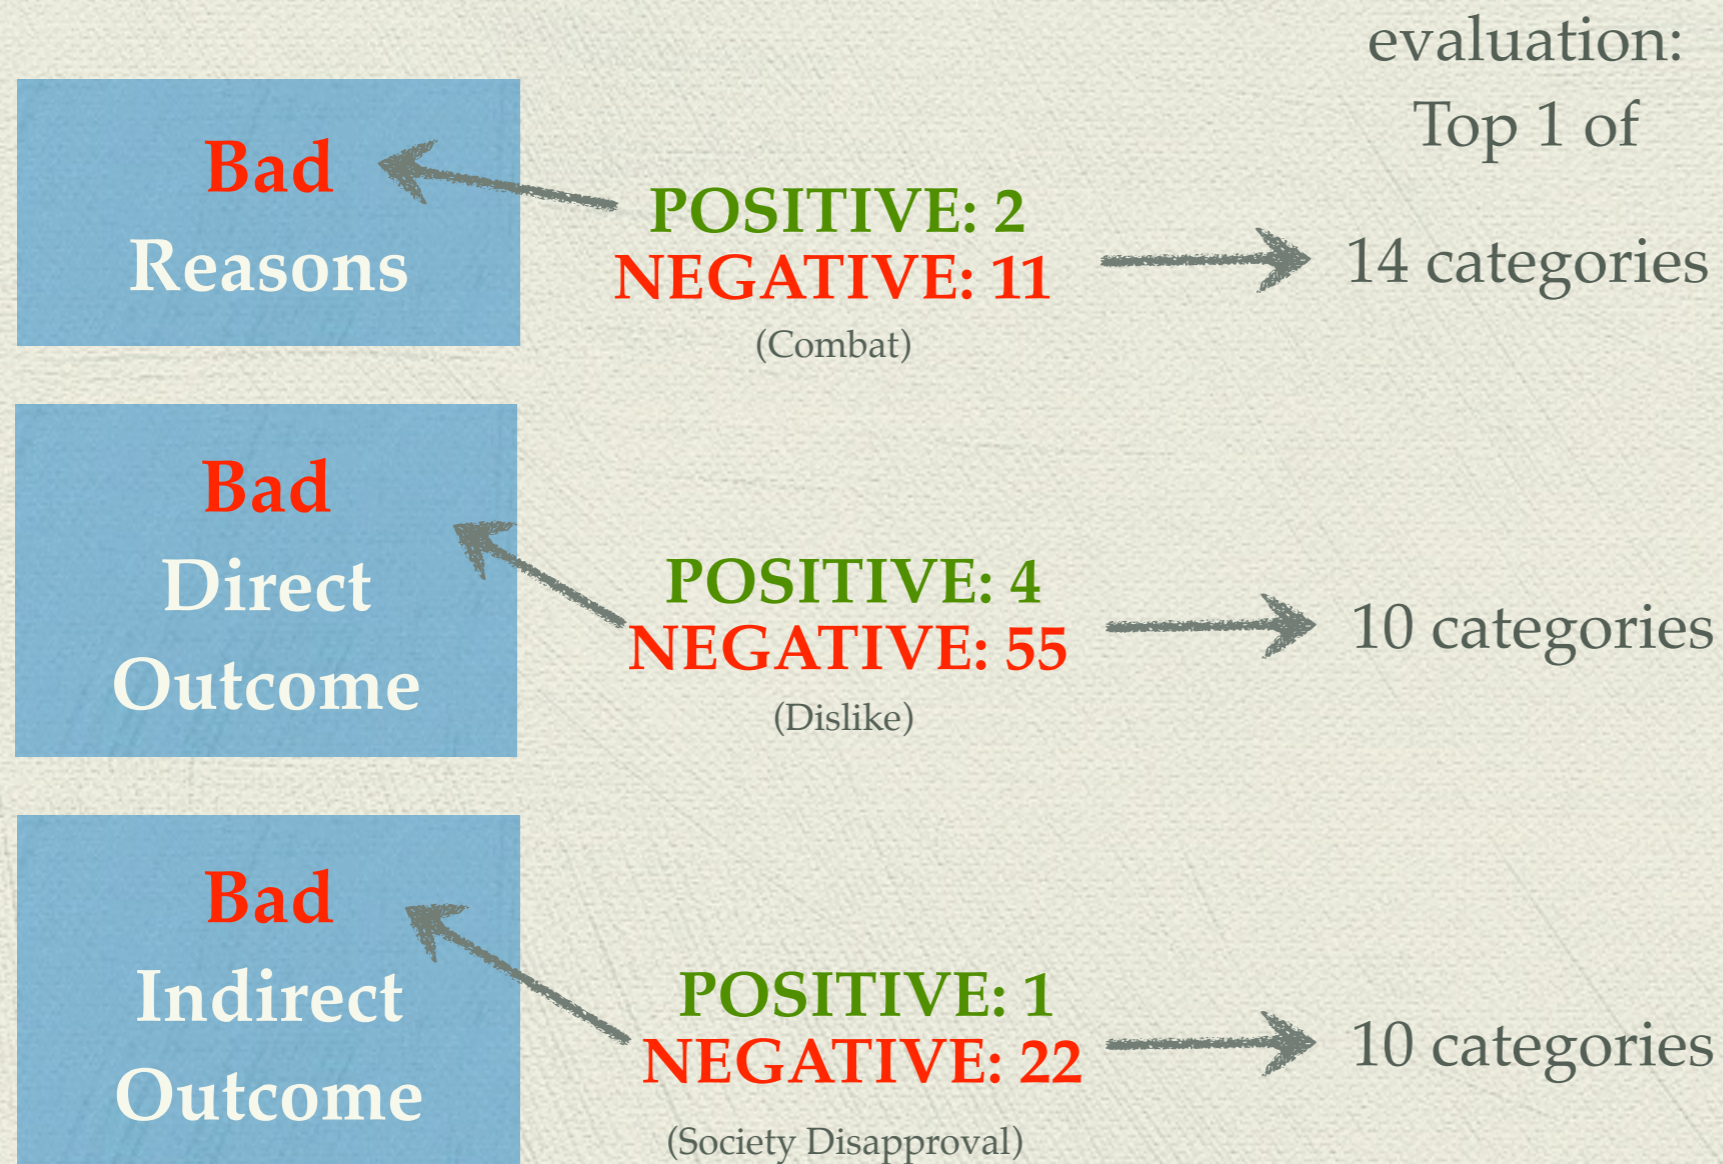 evaluation:
Top 1 of
Bad
Reasons
POSITIVE: 2
NEGATIVE: 11
(Combat)
14 categories
Bad
Direct
Outcome
POSITIVE: 4
NEGATIVE: 55
(Dislike)
10 categories
Bad
Indirect
Outcome
POSITIVE: 1
NEGATIVE: 22
(Society Disapproval)
10 categories